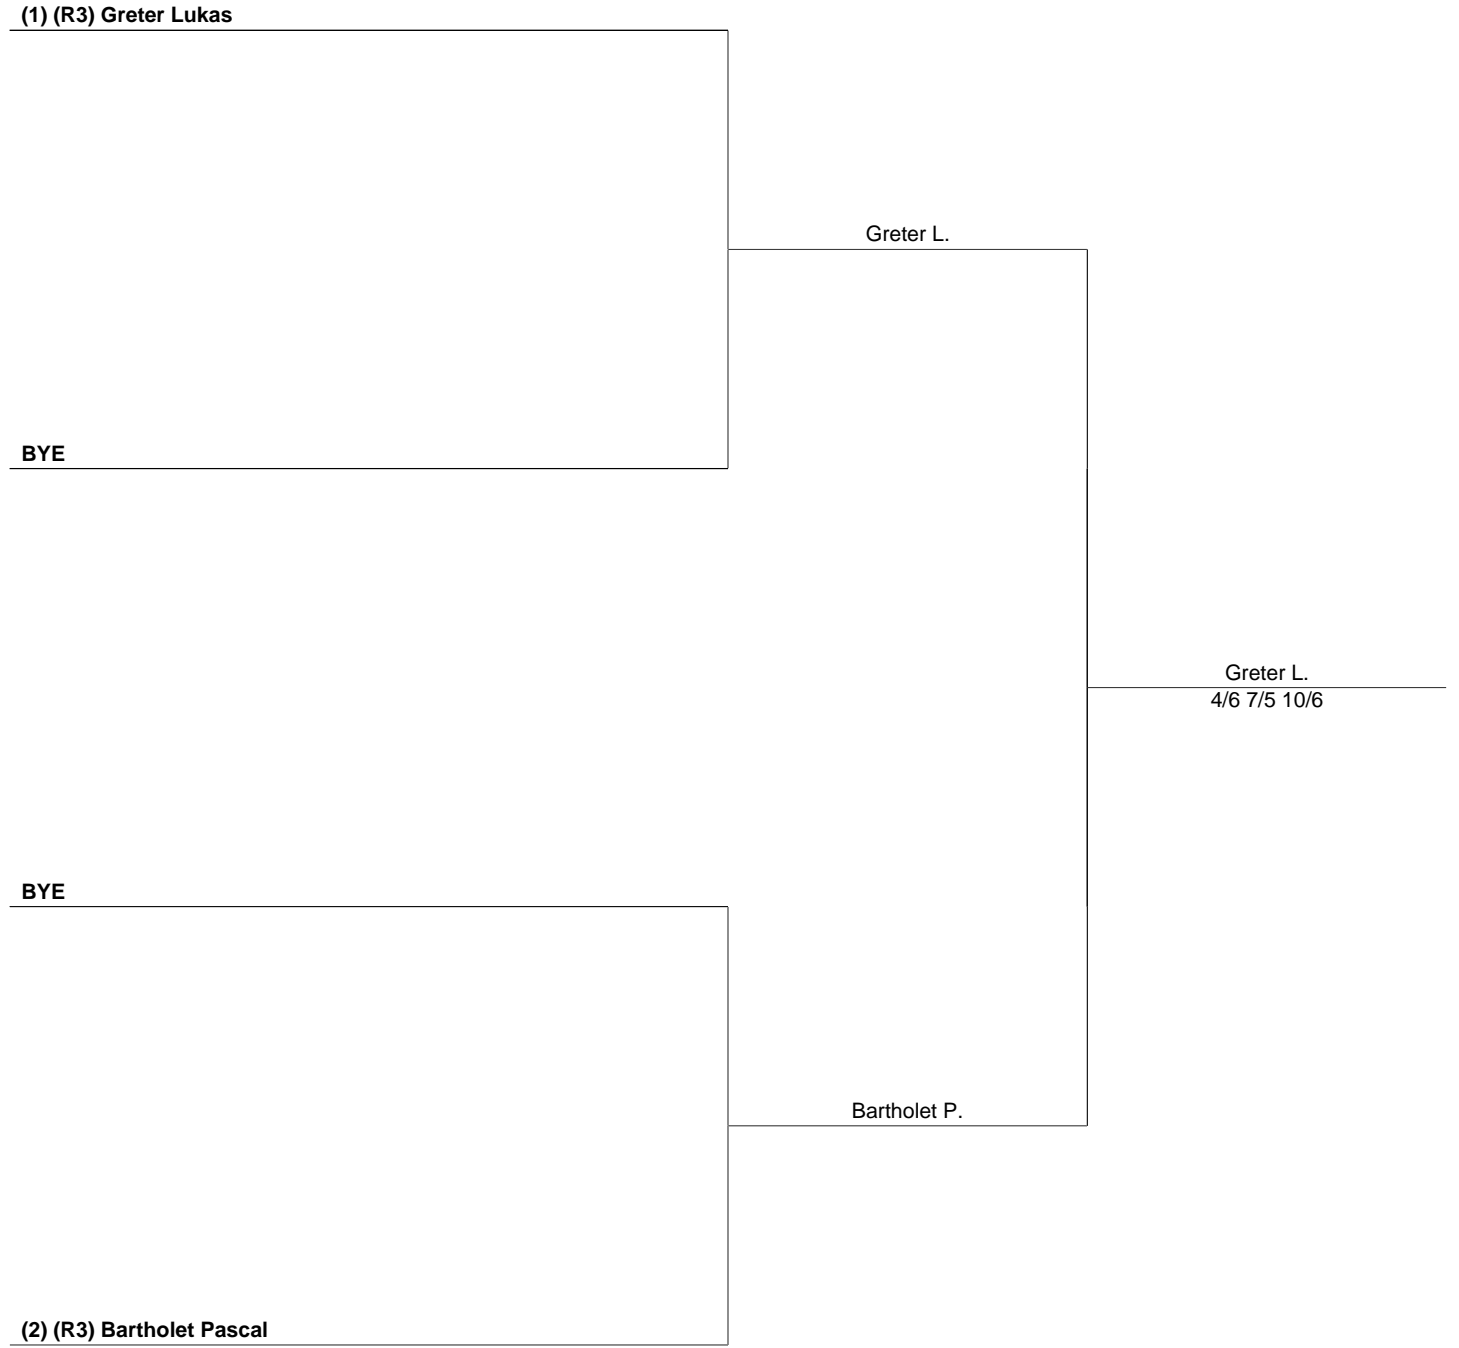 (1) (R3) Greter Lukas
Greter L.
BYE
Greter L.
4/6 7/5 10/6
BYE
Bartholet P.
(2) (R3) Bartholet Pascal